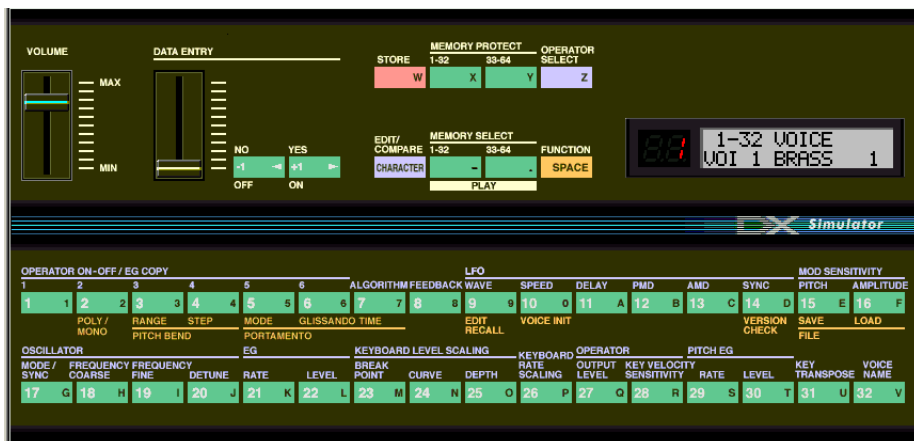 VOLUME
MAX
MIN
DATA ENTRY
NO YES
-1 +1
OFF ON
MEMORY PROTECT
STORE 1-32 33-64 OPERATOR SELECT
W X Y Z
EDIT/ COMPARE
MEMORY SELECT
1-32 33-64 FUNCTION
CHARACTER - . SPACE
PLAY
1
1-32 VOICE
VOI 1 BRASS 1
DX Simulator
OPERATOR ON-OFF / EG COPY
LFO
MOD SENSITIVITY
1 2 3 4 5 6 ALGORITHM FEEDBACK WAVE SPEED DELAY PMD AMD SYNC PITCH AMPLITUDE
1 1 2 2 3 3 4 4 5 5 6 6 7 7 8 8 9 9 10 0 11 A 12 B 13 C 14 D 15 E 16 F
POLY / MONO
RANGE STEP
PITCH BEND
MODE GLISSANDO TIME
PORTAMENTO
EDIT RECALL
VOICE INIT
VERSION CHECK
SAVE LOAD
FILE
OSCILLATOR
EG
KEYBOARD LEVEL SCALING
OPERATOR
PITCH EG
MODE / SYNC
FREQUENCY COARSE
FREQUENCY FINE
DETUNE
RATE
LEVEL
BREAK POINT
CURVE
DEPTH
KEYBOARD RATE SCALING
OUTPUT LEVEL
KEY VELOCITY SENSITIVITY
RATE
LEVEL
KEY TRANSPOSE
VOICE NAME
17 G 18 H 19 I 20 J 21 K 22 L 23 M 24 N 25 O 26 P 27 Q 28 R 29 S 30 T 31 U 32 V